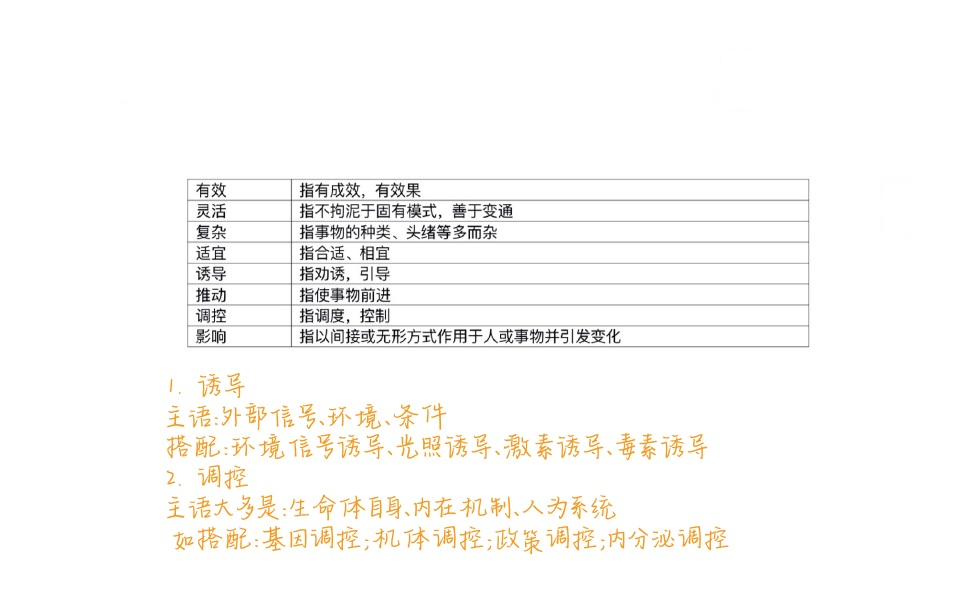 有效 指有成效，有效果
灵活 指不拘泥于固有模式，善于变通
复杂 指事物的种类、头绪等多而杂
适宜 指合适、相宜
诱导 指劝诱，引导
推动 指使事物前进
调控 指调度，控制
影响 指以间接或无形方式作用于人或事物并引发变化
1. 诱导
主语:外部信号、环境、条件
搭配:环境信号诱导、光照诱导、激素诱导、毒素诱导
2. 调控
主语大多是:生命体自身、内在机制、人为系统
如搭配:基因调控;机体调控;政策调控;内分泌调控